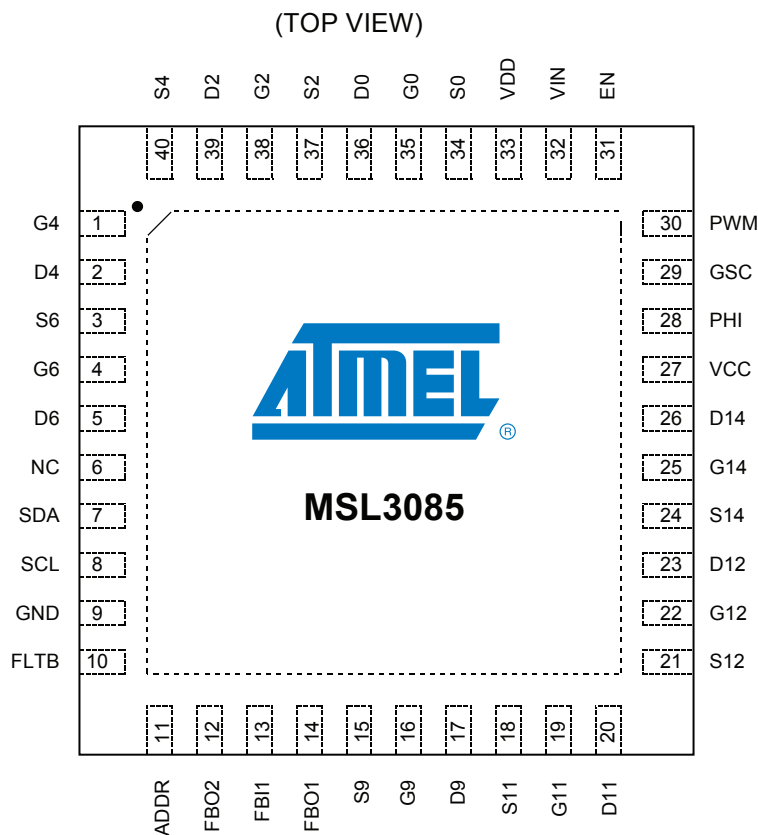 (TOP VIEW)
S4 D2 G2 S2 D0 G0 S0 VDD VIN EN
40 39 38 37 36 35 34 33 32 31
G4 1 30 PWM
D4 2 29 GSC
S6 3 28 PHI
G6 4 27 VCC
D6 5 26 D14
NC 6 25 G14
SDA 7 24 S14
SCL 8 23 D12
GND 9 22 G12
FLTB 10 21 S12
ATMEL ®
MSL3085
11 12 13 14 15 16 17 18 19 20
ADDR FBO2 FBI1 FBO1 S9 G9 D9 S11 G11 D11